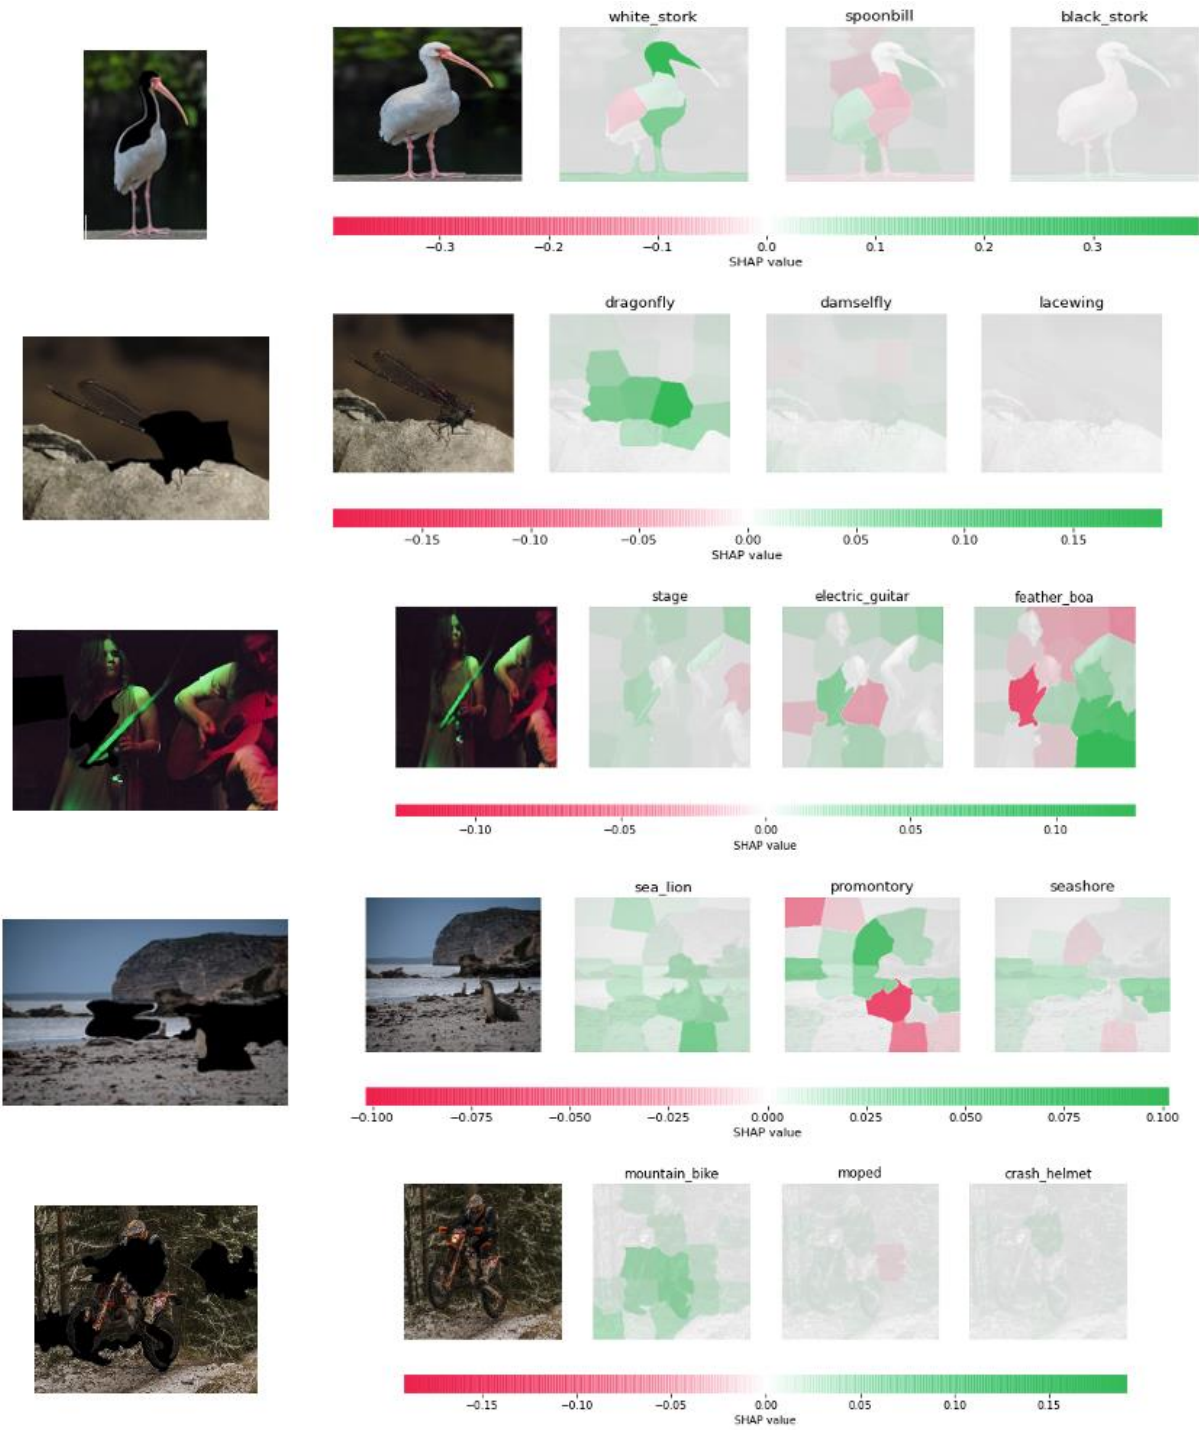 white_stork spoonbill black_stork
−0.3 −0.2 −0.1 0.0 0.1 0.2 0.3
SHAP value
dragonfly damselfly lacewing
−0.15 −0.10 −0.05 0.00 0.05 0.10 0.15
SHAP value
stage electric_guitar feather_boa
−0.10 −0.05 0.00 0.05 0.10
SHAP value
sea_lion promontory seashore
−0.100 −0.075 −0.050 −0.025 0.000 0.025 0.050 0.075 0.100
SHAP value
mountain_bike moped crash_helmet
−0.15 −0.10 −0.05 0.00 0.05 0.10 0.15
SHAP value